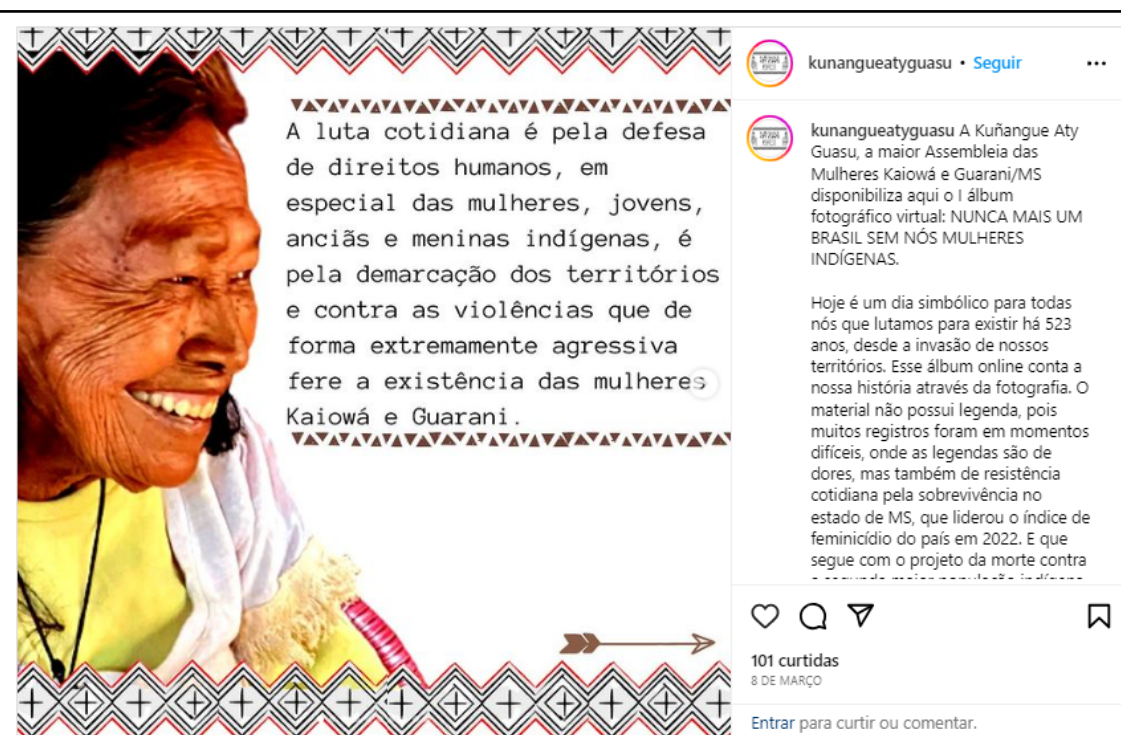 A luta cotidiana é pela defesa
de direitos humanos, em
especial das mulheres, jovens,
anciãs e meninas indígenas, é
pela demarcação dos territórios
e contra as violências que de
forma extremamente agressiva
fere a existência das mulheres
Kaiowá e Guarani.
kunangueatyguasu • Seguir
kunangueatyguasu A Kuñangue Aty
Guasu, a maior Assembleia das
Mulheres Kaiowá e Guarani/MS
disponibiliza aqui o I álbum
fotográfico virtual: NUNCA MAIS UM
BRASIL SEM NÓS MULHERES
INDÍGENAS.
Hoje é um dia simbólico para todas
nós que lutamos para existir há 523
anos, desde a invasão de nossos
territórios. Esse álbum online conta a
nossa história através da fotografia. O
material não possui legenda, pois
muitos registros foram em momentos
difíceis, onde as legendas são de
dores, mas também de resistência
cotidiana pela sobrevivência no
estado de MS, que liderou o índice de
feminicídio do país em 2022. E que
segue com o projeto da morte contra
101 curtidas
8 DE MARÇO
Entrar para curtir ou comentar.